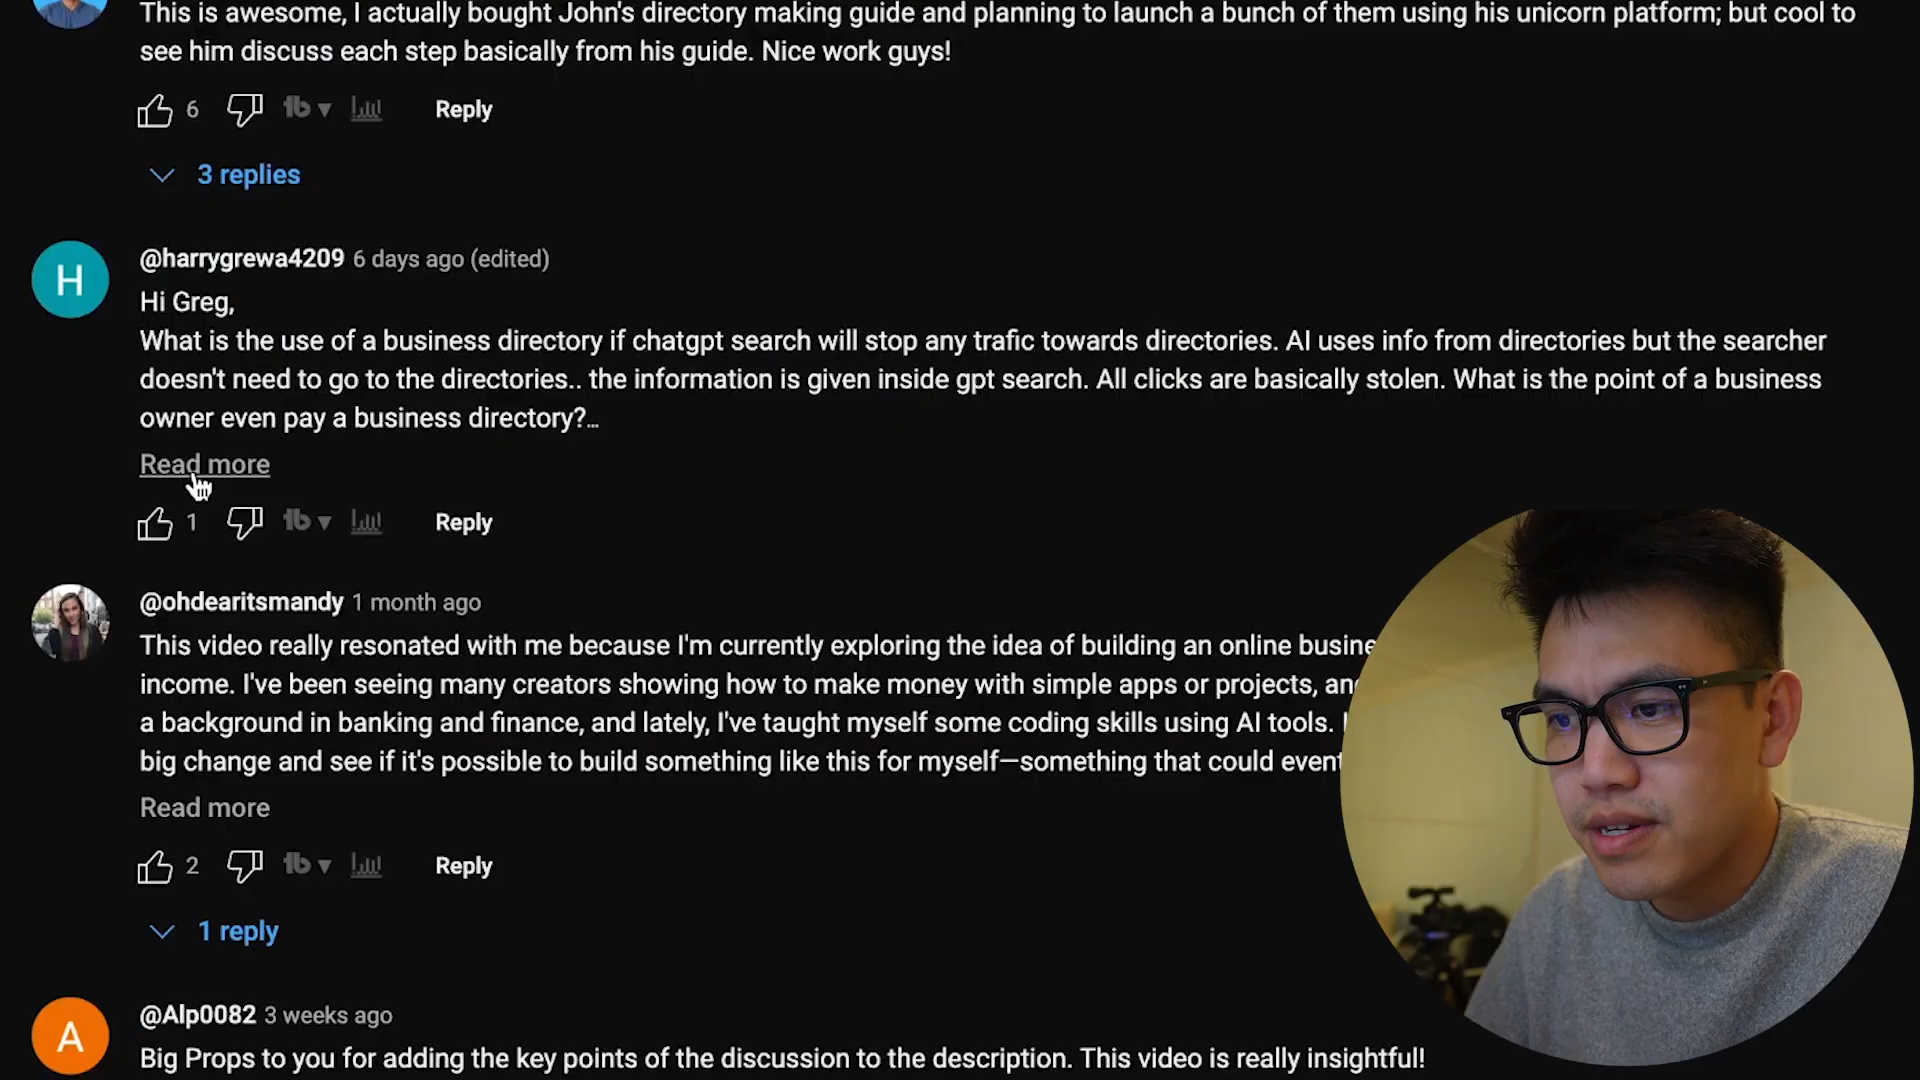 This is awesome, I actually bought John's directory making guide and planning to launch a bunch of them using his unicorn platform; but cool to
see him discuss each step basically from his guide. Nice work guys!
6 Reply
3 replies
H
@harrygrewa4209 6 days ago (edited)
Hi Greg,
What is the use of a business directory if chatgpt search will stop any trafic towards directories. AI uses info from directories but the searcher
doesn't need to go to the directories.. the information is given inside gpt search. All clicks are basically stolen. What is the point of a business
owner even pay a business directory?...
Read more
1 tb Reply
@ohdearitsmandy 1 month ago
This video really resonated with me because I'm currently exploring the idea of building an online busine
income. I've been seeing many creators showing how to make money with simple apps or projects, an
a background in banking and finance, and lately, I've taught myself some coding skills using AI tools.
big change and see if it's possible to build something like this for myself—something that could event
Read more
2 tb Reply
1 reply
A
@Alp0082 3 weeks ago
Big Props to you for adding the key points of the discussion to the description. This video is really insightful!